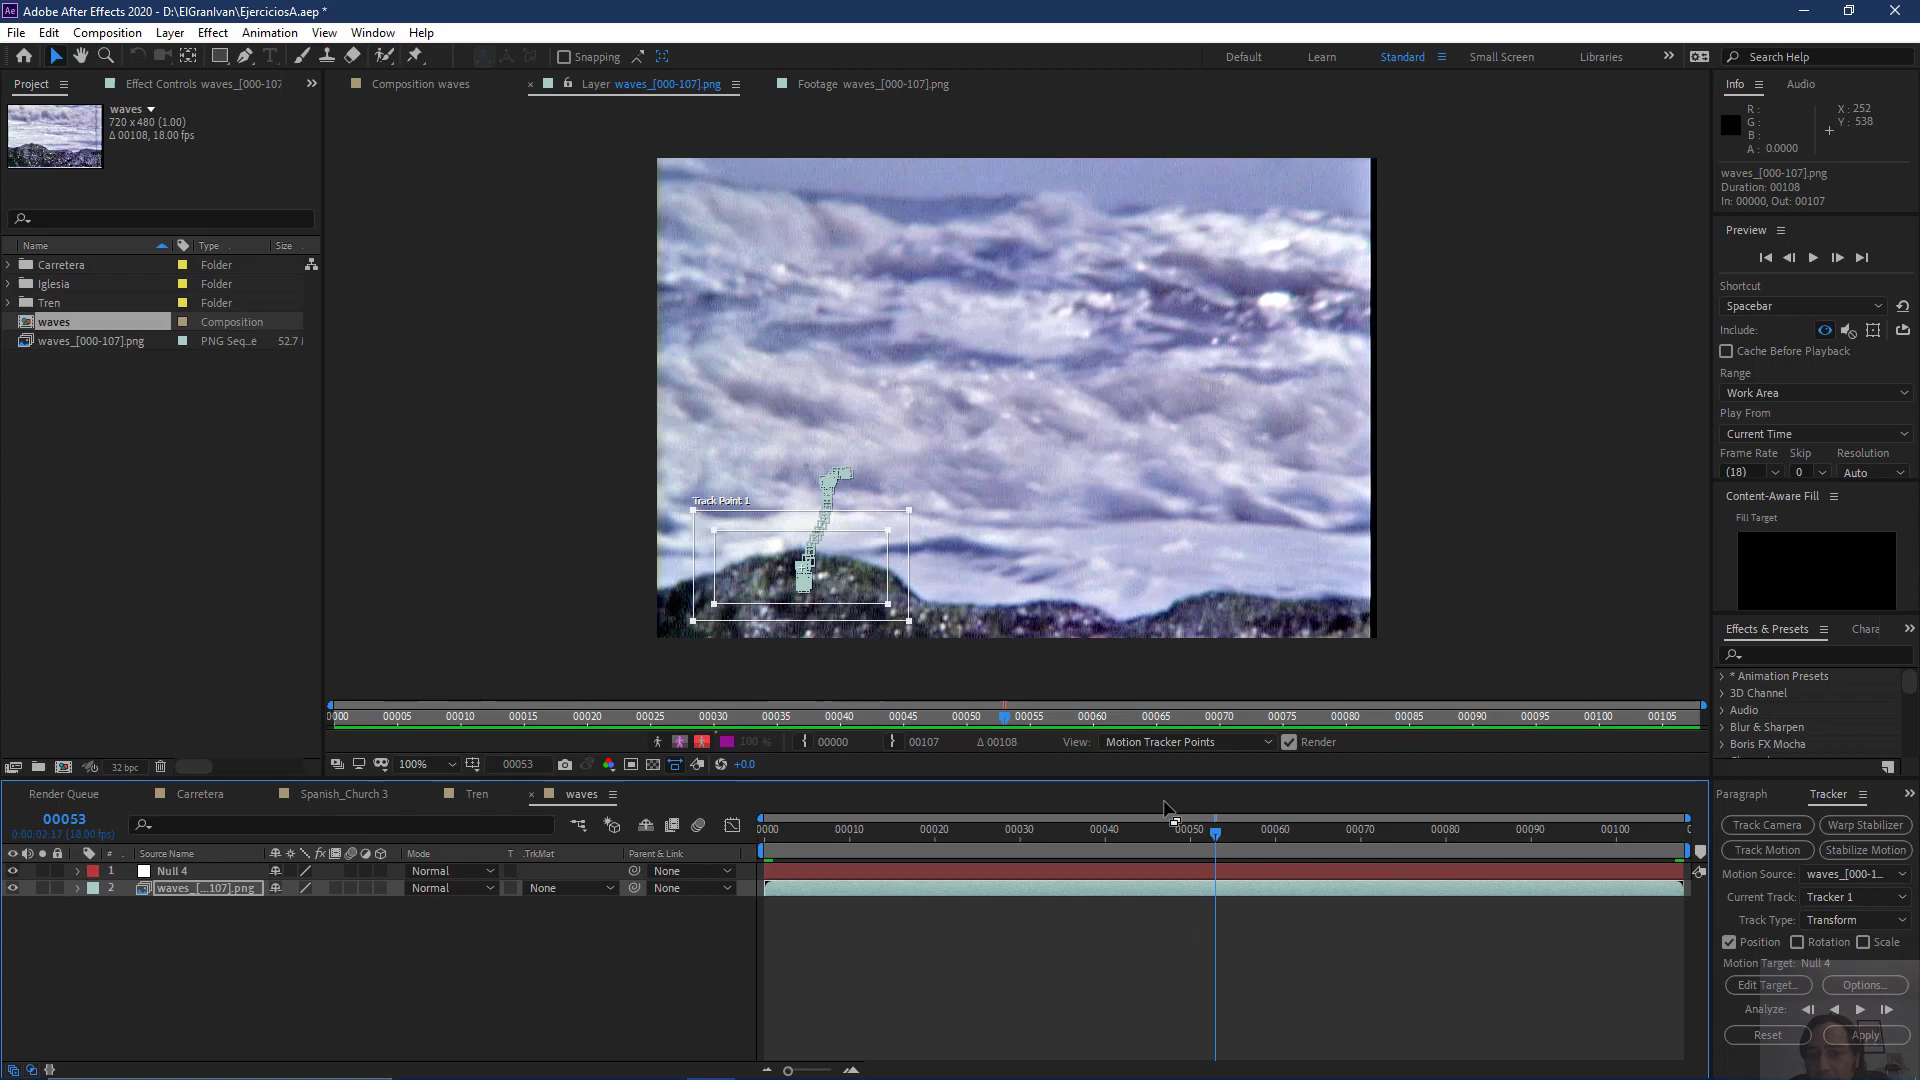 Ae Adobe After Effects 2020 - D:\ElGranIvan\EjerciciosA.aep *
File Edit Composition Layer Effect Animation View Window Help
Snapping Default Learn Standard Small Screen Libraries Search Help
Project Effect Controls waves_[000-107 Composition waves Layer waves_[000-107].png Footage waves_[000-107].png Info Audio
waves
720 x 480 (1.00)
Δ 00108, 18.00 fps
R :
G :
B :
A : 0.0000
X : 252
Y : 538
waves_[000-107].png
Duration: 00108
In: 00000, Out: 00107
Preview
Shortcut
Spacebar
Include:
Cache Before Playback
Range
Work Area
Play From
Current Time
Frame Rate Skip Resolution
(18) 0 Auto
Content-Aware Fill
Fill Target
Name Type Size
Carretera Folder
Iglesia Folder
Tren Folder
waves Composition
waves_[000-107].png PNG Seq...e 52.7
Track Point 1
Effects & Presets Chara
* Animation Presets
3D Channel
Audio
Blur & Sharpen
Boris FX Mocha
0000 00005 00010 00015 00020 00025 00030 00035 00040 00045 00050 00055 00060 00065 00070 00075 00080 00085 00090 00095 00100 00105
100 % 00000 00107 Δ 00108 View: Motion Tracker Points Render
32 bpc 100% 00053 +0.0
Render Queue Carretera Spanish_Church 3 Tren waves
00053
0:00:02:17 (18.00 fps)
0000 00010 00020 00030 00040 00050 00060 00070 00080 00090 00100
# Source Name fx Mode T .TrkMat Parent & Link
1 Null 4 Normal None
2 waves_[...107].png Normal None None
Paragraph Tracker
Track Camera Warp Stabilizer
Track Motion Stabilize Motion
Motion Source: waves_[000-1...
Current Track: Tracker 1
Track Type: Transform
Position Rotation Scale
Motion Target: Null 4
Edit Target... Options...
Analyze:
Reset Apply